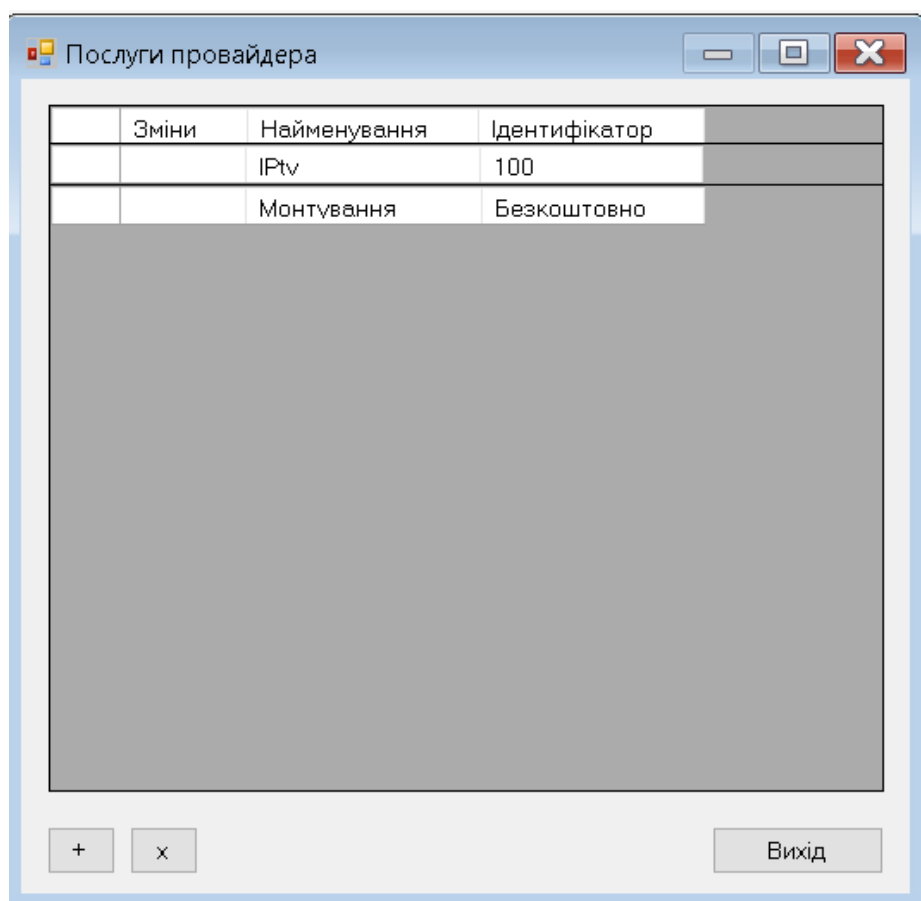 Послуги провайдера
Зміни Найменування Ідентифікатор
IPtv 100
Монтування Безкоштовно
+ x Вихід